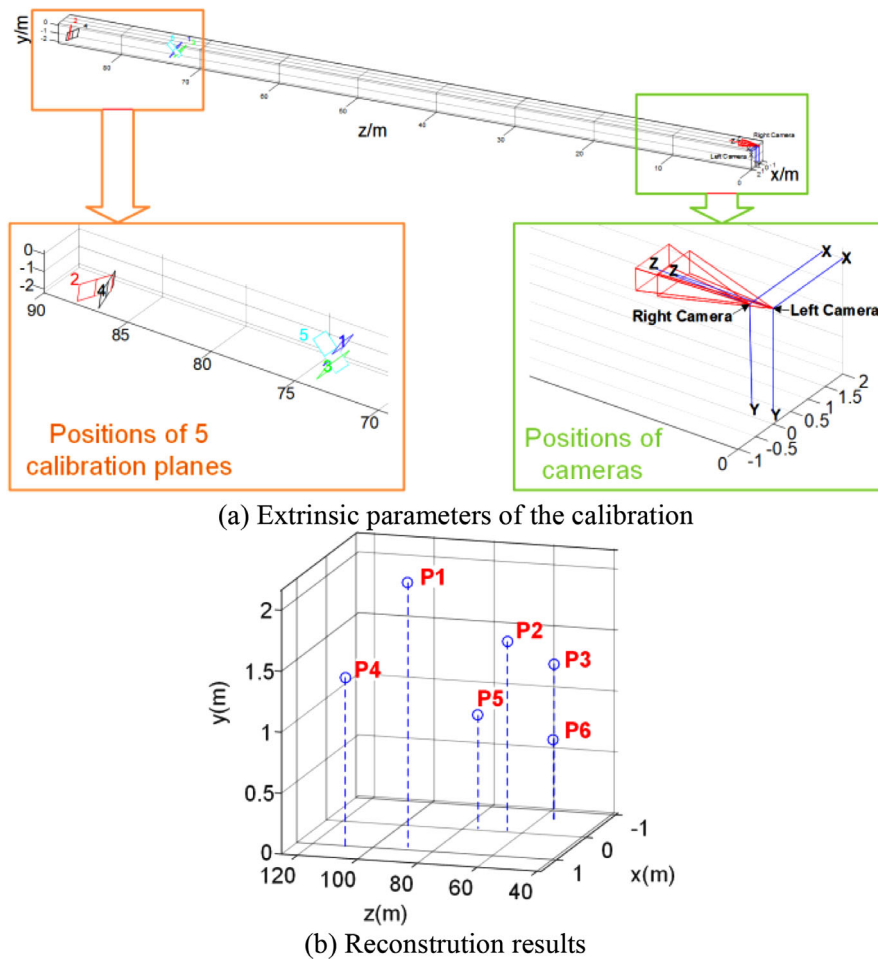 y/m
0
-1
-2
2
4
5
1
3
80
70
60
50
40
30
20
10
0
z/m
Right Camera
Left Camera
x/m
0
-1
-2
90
85
80
75
70
2
4
5
1
3
Positions of 5
calibration planes
X
X
Z
Z
Right Camera
Left Camera
Y
Y
2
1.5
1
0.5
0
-0.5
-1
0
Positions of
cameras
(a) Extrinsic parameters of the calibration
P1
P2
P3
P4
P5
P6
2
1.5
1
0.5
0
y(m)
120
100
80
60
40
z(m)
-1
0
1
x(m)
(b) Reconstrution results